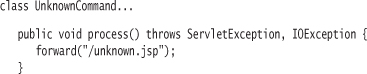 class UnknownCommand...
public void process() throws ServletException, IOException {
forward("/unknown.jsp");
}